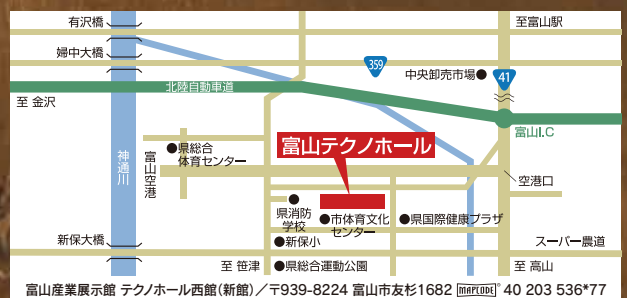 有沢橋
至富山駅
婦中大橋
359
中央卸売市場
41
北陸自動車道
至 金沢
富山I.C
富山テクノホール
県総合
体育センター
神通川
富山空港
空港口
県消防
学校
市体育文化
センター
県国際健康プラザ
新保大橋
新保小
スーパー農道
至 笹津
県総合運動公園
至 高山
富山産業展示館 テクノホール西館(新館)／〒939-8224 富山市友杉1682 MAPCODE® 40 203 536*77